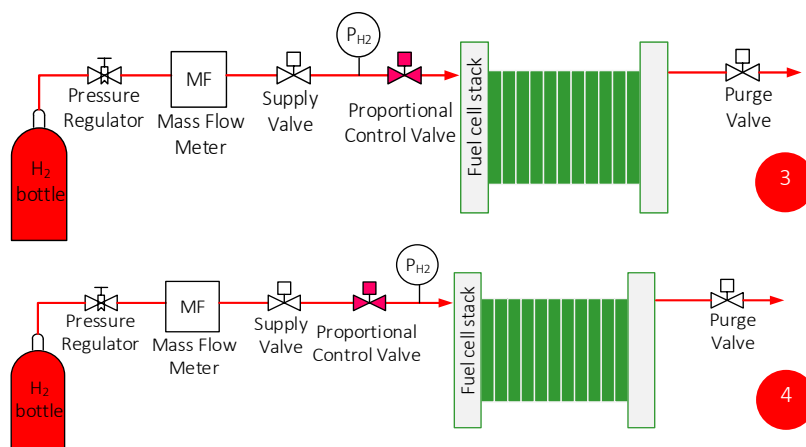 P_H2
MF
Pressure
Regulator
Mass Flow
Meter
Supply
Valve
Proportional
Control Valve
Fuel cell stack
Purge
Valve
H₂
bottle
3
P_H2
MF
Pressure
Regulator
Mass Flow
Meter
Supply
Valve
Proportional
Control Valve
Fuel cell stack
Purge
Valve
H₂
bottle
4